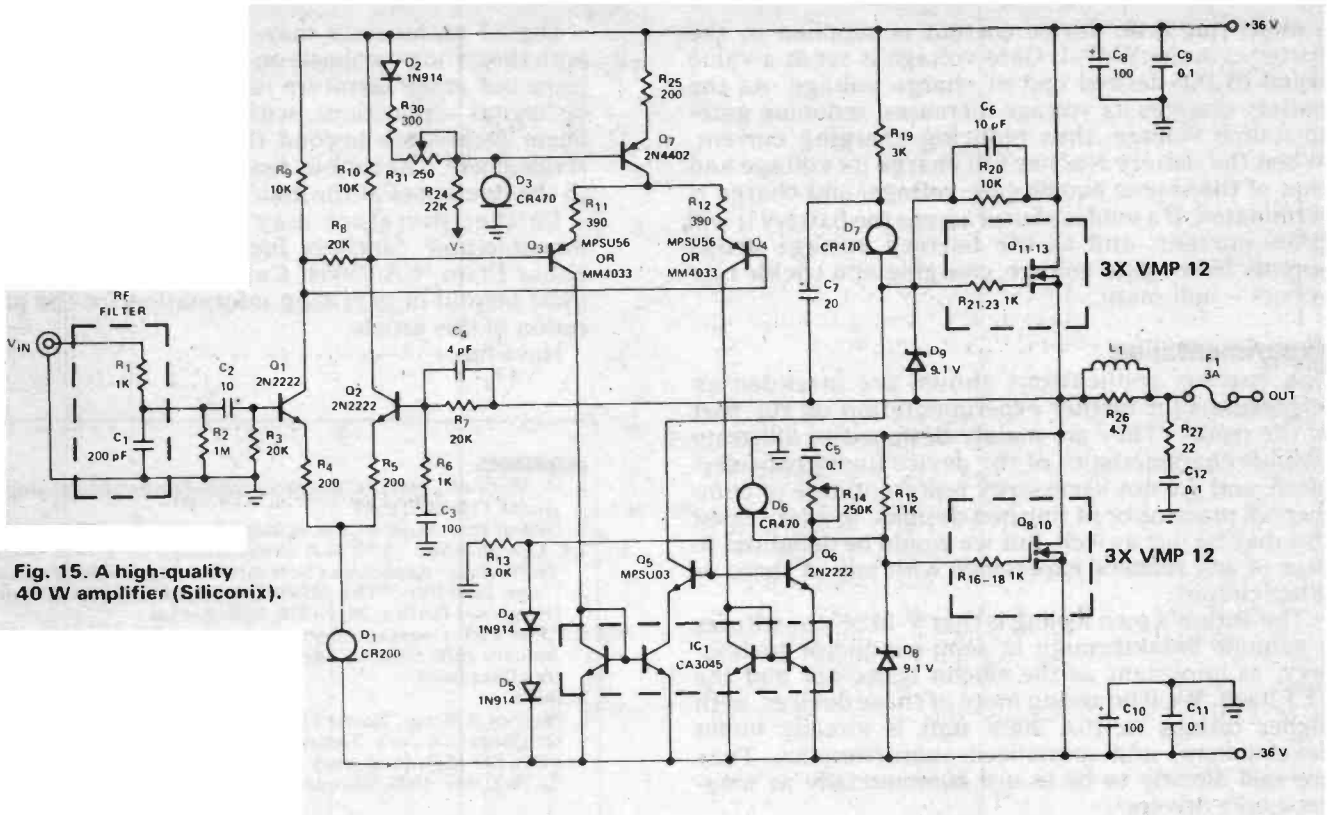 +36 V
D2
1N914
R30
300
R31
250
R24
22K
V-
D3
CR470
R25
200
Q7
2N4402
R9
10K
R10
10K
R8
20K
R11
390
R12
390
Q3
MPSU56
OR
MM4033
MPSU56
OR
MM4033
Q4
C8
100
C9
0.1
R19
3K
C6
10 pF
R20
10K
D7
CR470
Q11-13
3X VMP 12
R21-23 1K
C7
20
D9
9.1 V
RF
FILTER
VIN
R1
1K
C1
200 pF
C2
10
R2
1M
R3
20K
Q1
2N2222
Q2
2N2222
C4
4 pF
R7
20K
R6
1K
C3
100
R4
200
R5
200
D1
CR200
L1
R26
4.7
F1
3A
OUT
R27
22
C12
0.1
C5
0.1
R14
250K
D6
CR470
R15
11K
Q8-10
3X VMP 12
R16-18 1K
R13
3.0K
Q5
MPSU03
Q6
2N2222
D4
1N914
D5
1N914
IC1
CA3045
D8
9.1 V
C10
100
C11
0.1
-36 V
Fig. 15. A high-quality
40 W amplifier (Siliconix).